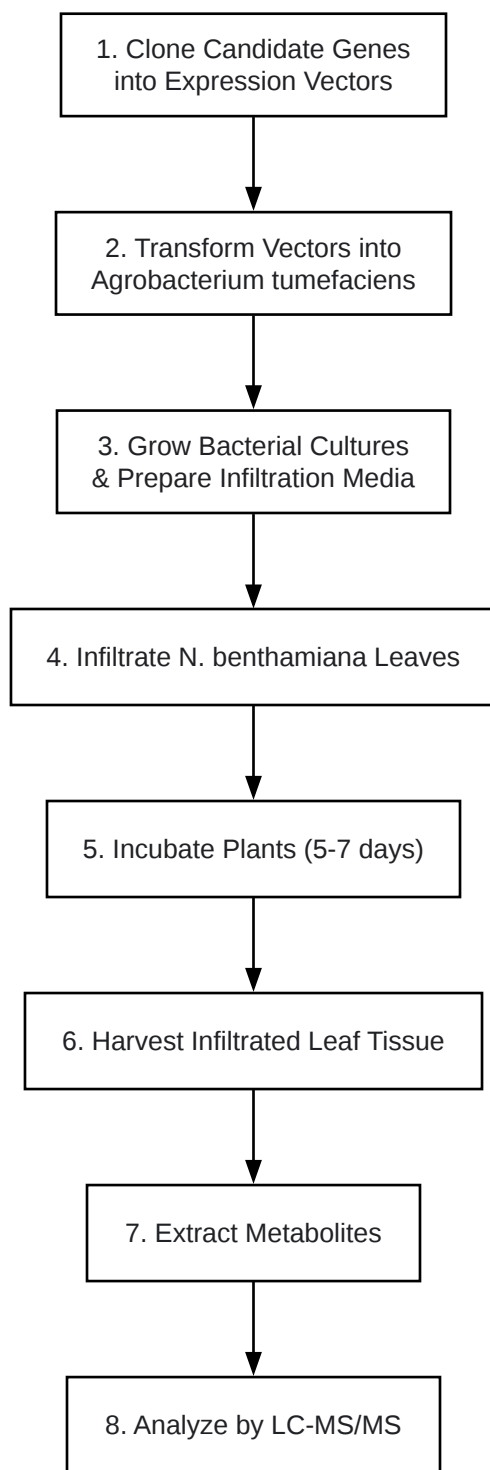 1. Clone Candidate Genes
into Expression Vectors
2. Transform Vectors into
Agrobacterium tumefaciens
3. Grow Bacterial Cultures
& Prepare Infiltration Media
4. Infiltrate N. benthamiana Leaves
5. Incubate Plants (5-7 days)
6. Harvest Infiltrated Leaf Tissue
7. Extract Metabolites
8. Analyze by LC-MS/MS